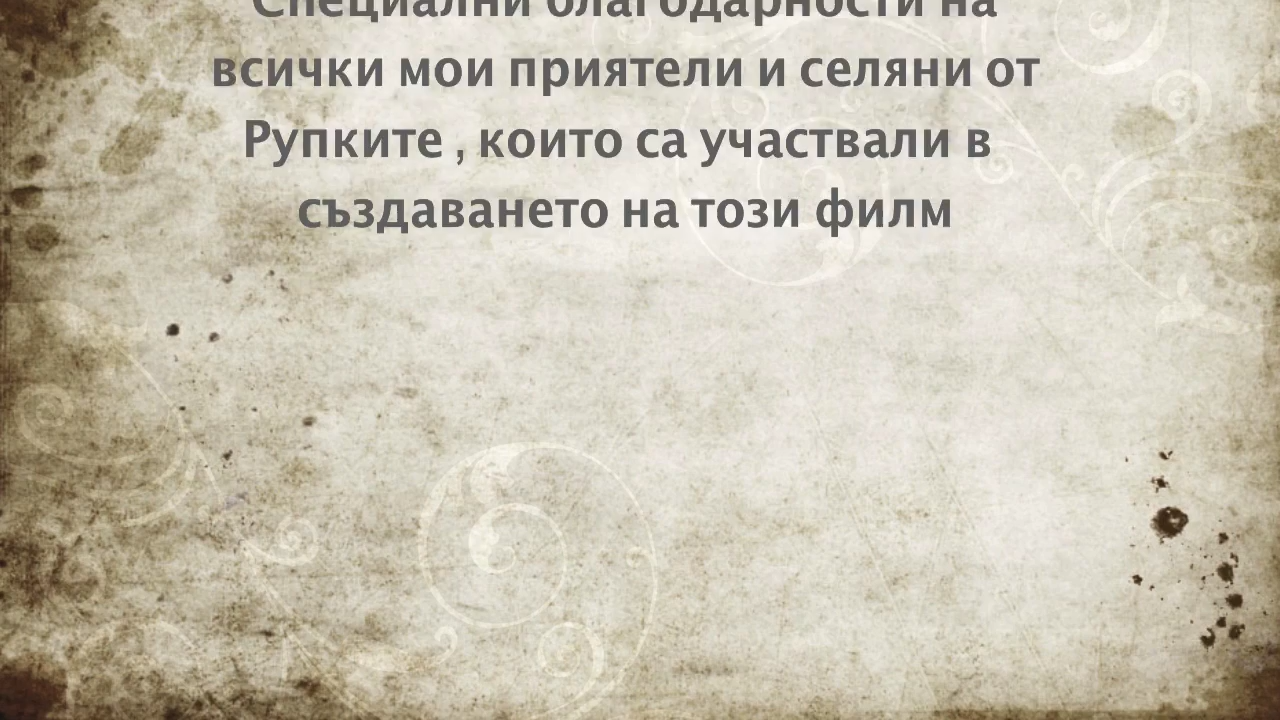 Специални благодарности на
всички мои приятели и селяни от
Рупките , които са участвали в
създаването на този филм